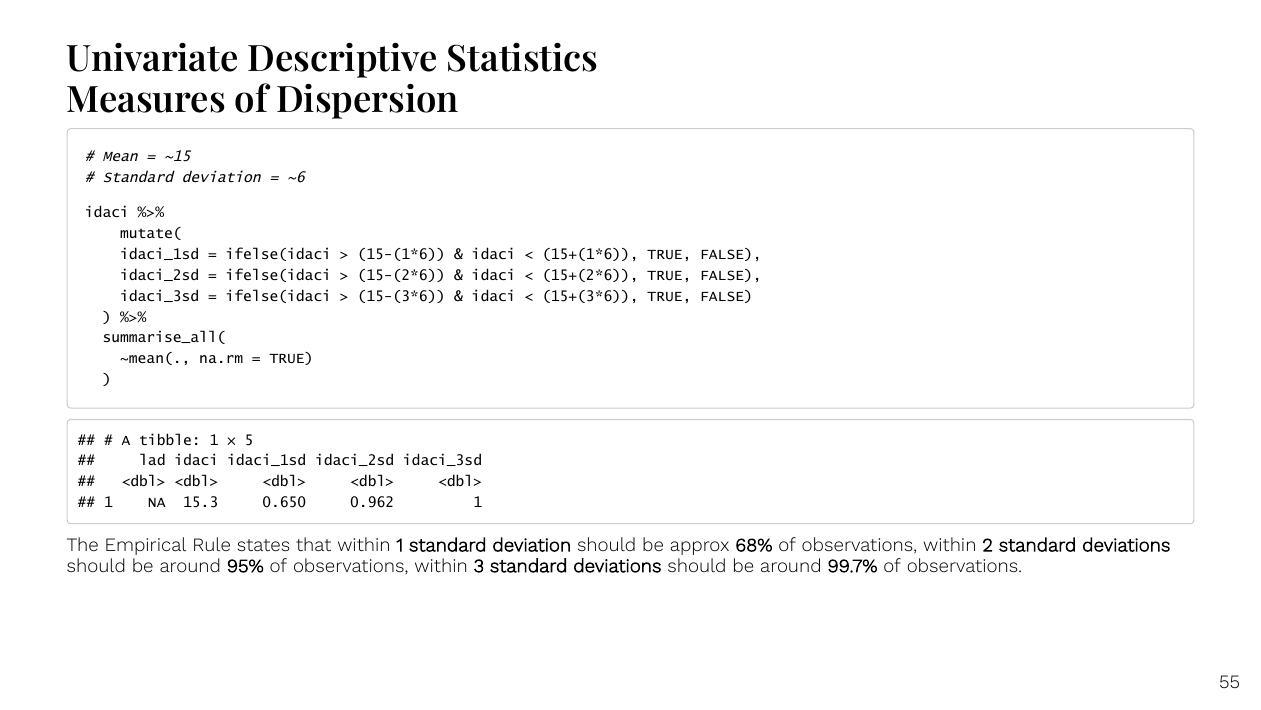 Univariate Descriptive Statistics
Measures of Dispersion
# Mean = ~15
# Standard deviation = ~6
idaci %>%
    mutate(
    idaci_1sd = ifelse(idaci > (15-(1*6)) & idaci < (15+(1*6)), TRUE, FALSE),
    idaci_2sd = ifelse(idaci > (15-(2*6)) & idaci < (15+(2*6)), TRUE, FALSE),
    idaci_3sd = ifelse(idaci > (15-(3*6)) & idaci < (15+(3*6)), TRUE, FALSE)
  ) %>%
  summarise_all(
    ~mean(., na.rm = TRUE)
  )
## # A tibble: 1 × 5
##     lad idaci idaci_1sd idaci_2sd idaci_3sd
##   <dbl> <dbl>     <dbl>     <dbl>     <dbl>
## 1    NA  15.3     0.650     0.962         1
The Empirical Rule states that within 1 standard deviation should be approx 68% of observations, within 2 standard deviations
should be around 95% of observations, within 3 standard deviations should be around 99.7% of observations.
55